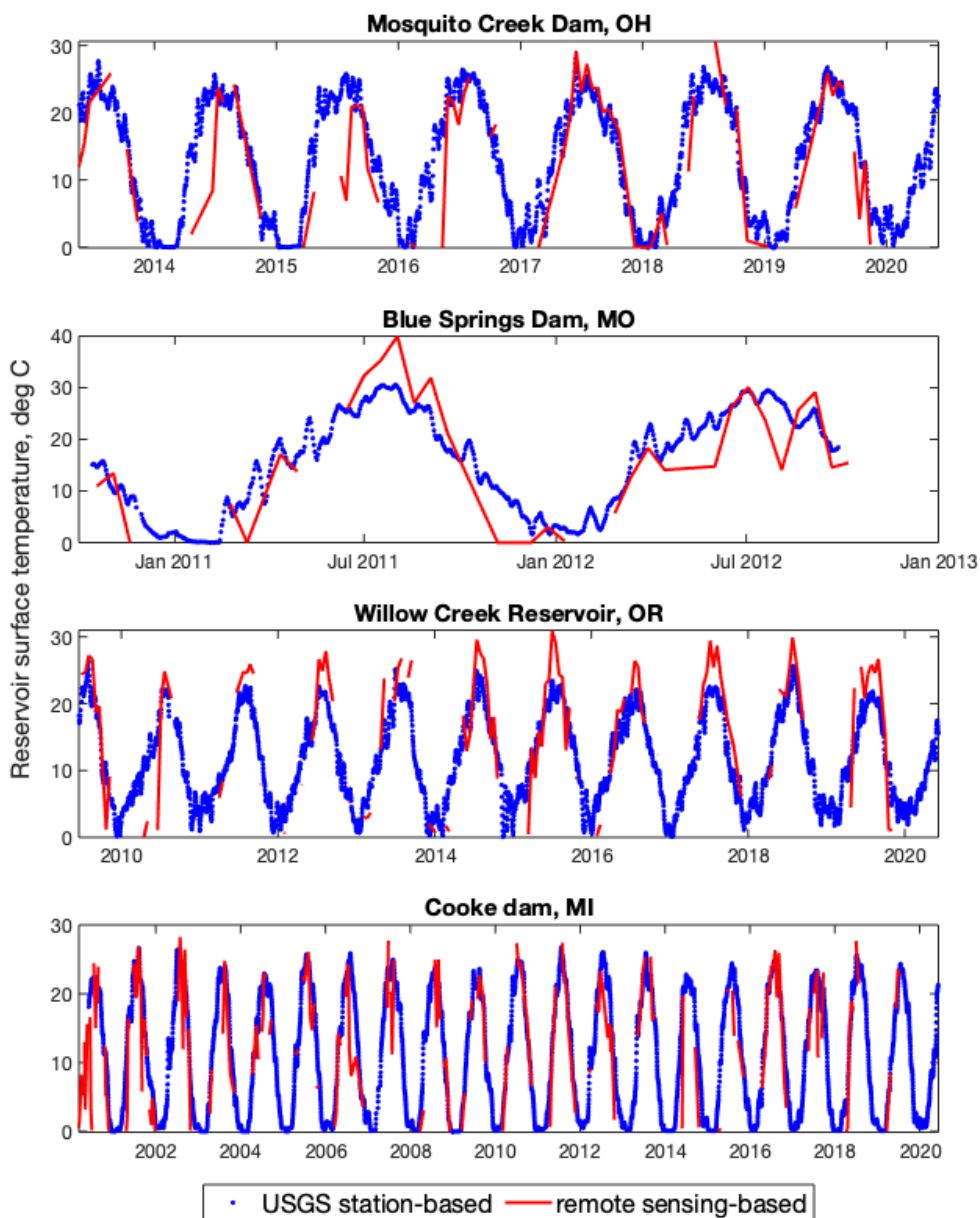 Mosquito Creek Dam, OH
30
20
10
0
2014 2015 2016 2017 2018 2019 2020
Blue Springs Dam, MO
40
30
20
10
0
Jan 2011 Jul 2011 Jan 2012 Jul 2012 Jan 2013
Reservoir surface temperature, deg C
Willow Creek Reservoir, OR
30
20
10
0
2010 2012 2014 2016 2018 2020
Cooke dam, MI
30
20
10
0
2002 2004 2006 2008 2010 2012 2014 2016 2018 2020
USGS station-based remote sensing-based